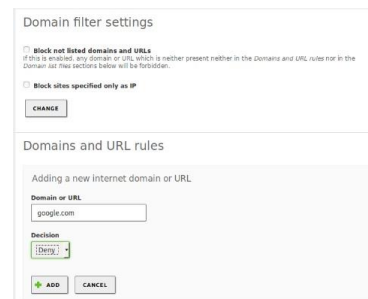 Domain filter settings
Block not listed domains and URLs
If this is enabled, any domain or URL which is neither present neither in the Domains and URL rules nor in the
Domain list files sections below will be forbidden.
Block sites specified only as IP
CHANGE
Domains and URL rules
Adding a new internet domain or URL
Domain or URL
google.com
Decision
Deny
ADD CANCEL